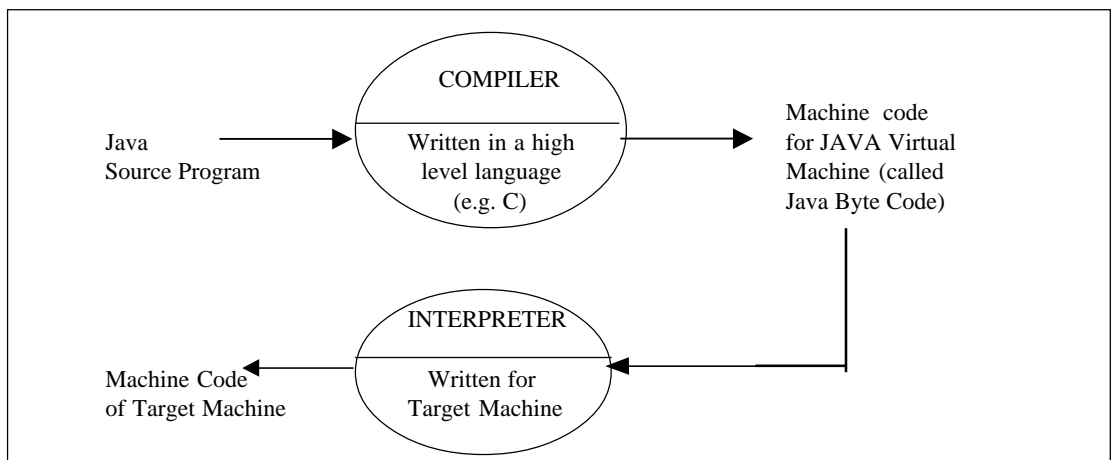 Java
Source Program
COMPILER
Written in a high
level language
(e.g. C)
Machine code
for JAVA Virtual
Machine (called
Java Byte Code)
INTERPRETER
Written for
Target Machine
Machine Code
of Target Machine